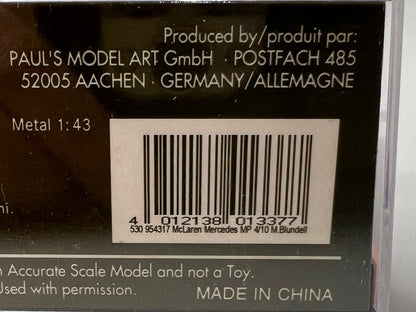 Produced by/produit par:
PAUL'S MODEL ART GmbH · POSTFACH 485
52005 AACHEN · GERMANY/ALLEMAGNE
Metal 1:43
4 012138 013377
530 954317 McLaren Mercedes MP 4/10 M.Blundell
ni.
Accurate Scale Model and not a Toy.
Used with permission.
MADE IN CHINA